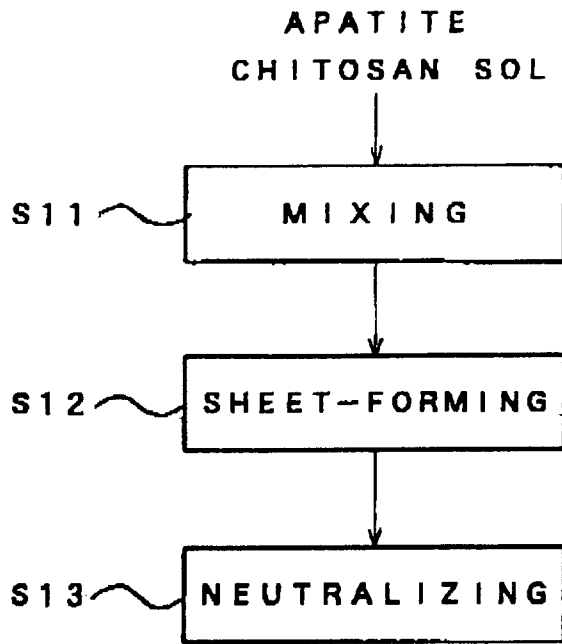 APATITE
CHITOSAN SOL
S11 MIXING
S12 SHEET-FORMING
S13 NEUTRALIZING